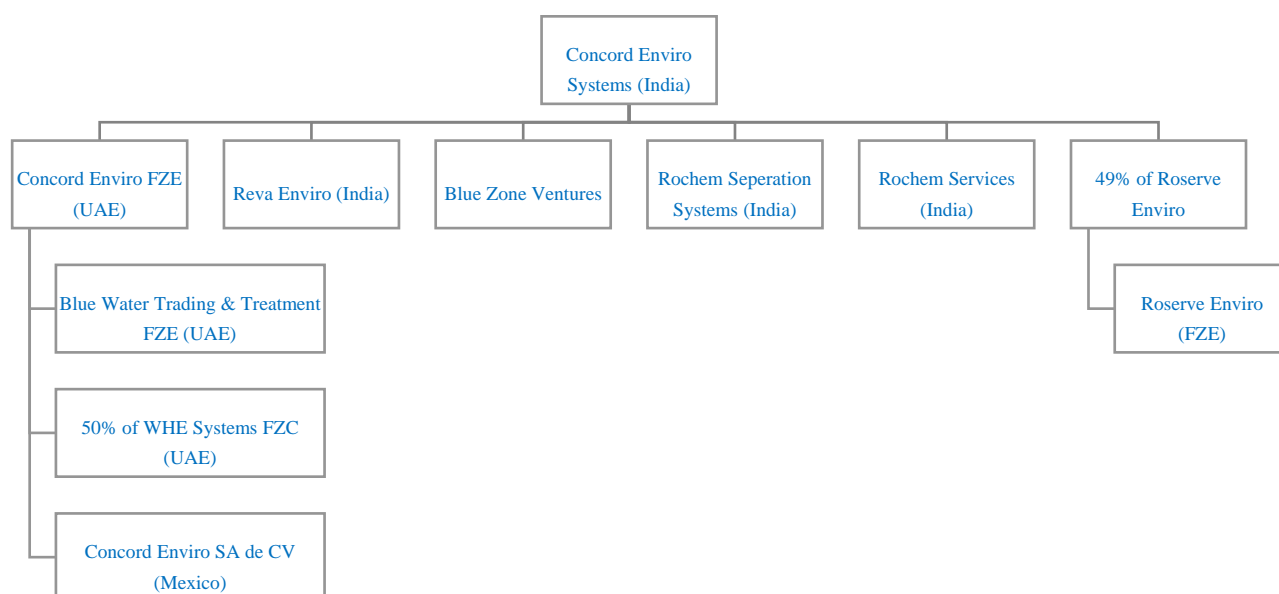 Concord Enviro
Systems (India)
Concord Enviro FZE
(UAE)
Reva Enviro (India)
Blue Zone Ventures
Rochem Seperation
Systems (India)
Rochem Services
(India)
49% of Roserve
Enviro
Blue Water Trading & Treatment
FZE (UAE)
50% of WHE Systems FZC
(UAE)
Concord Enviro SA de CV
(Mexico)
Roserve Enviro
(FZE)